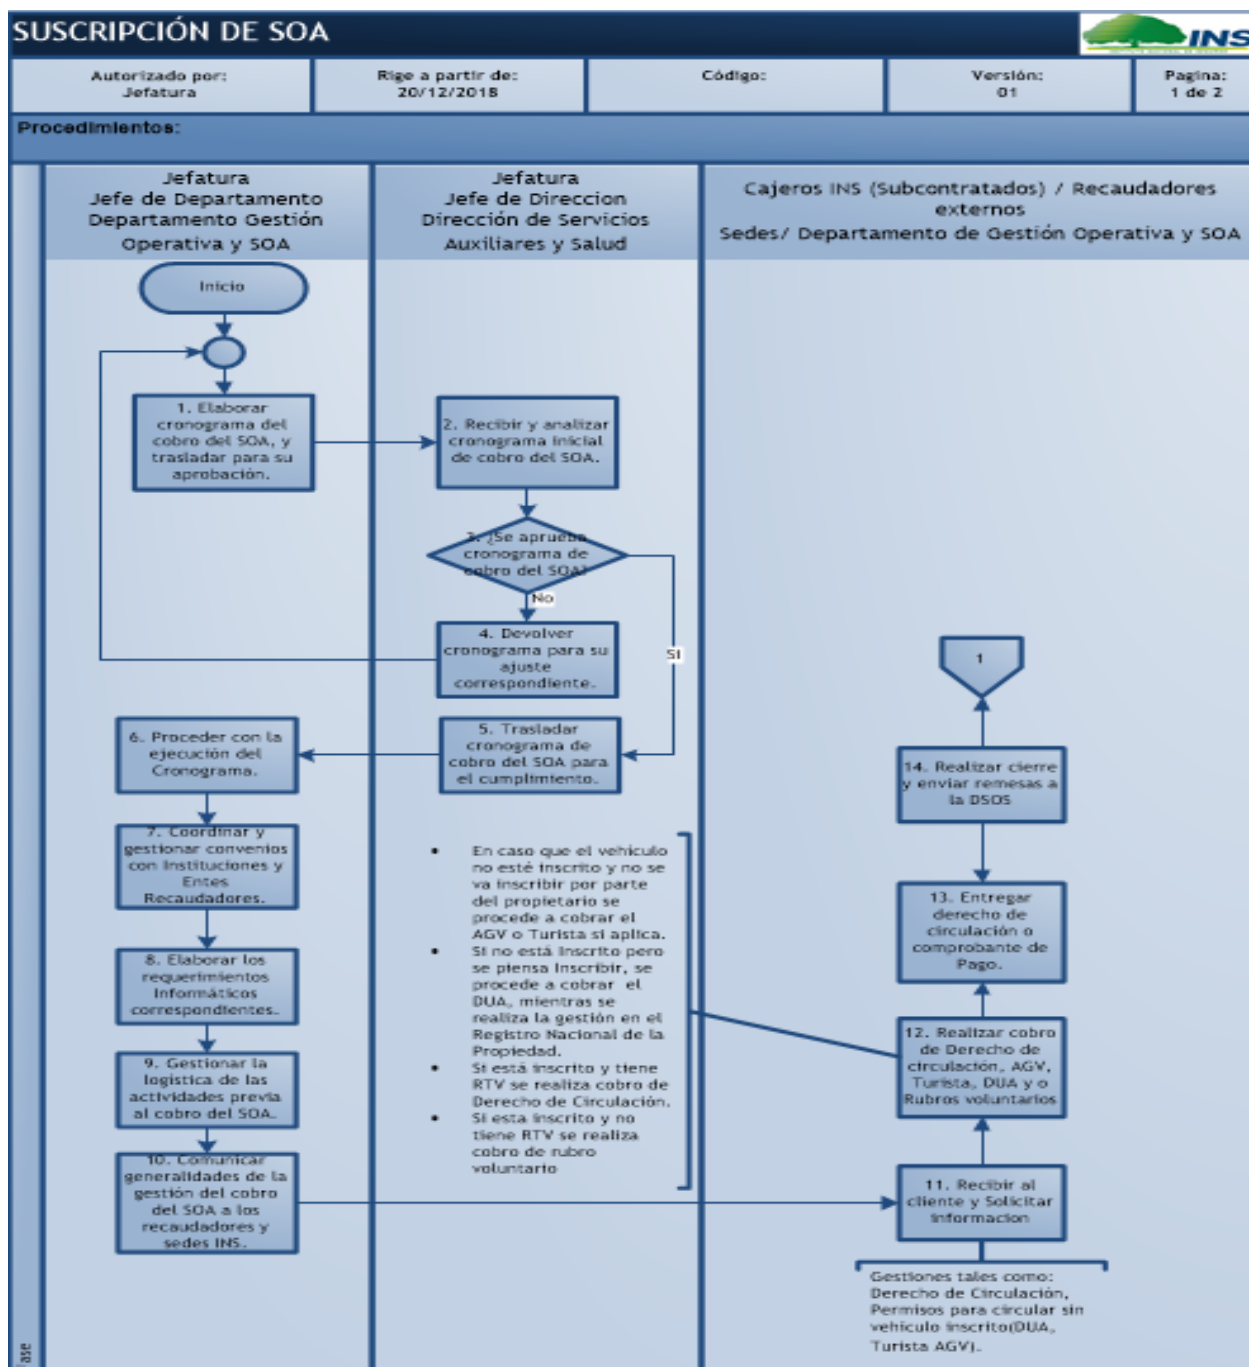 SUSCRIPCIÓN DE SOA
INS
Autorizado por:
Jefatura
Rige a partir de:
20/12/2018
Código:
Versión:
01
Pagina:
1 de 2
Procedimientos:
Jefatura
Jefe de Departamento
Departamento Gestión
Operativa y SOA
Jefatura
Jefe de Direccion
Dirección de Servicios
Auxiliares y Salud
Cajeros INS (Subcontratados) / Recaudadores
externos
Sedes/ Departamento de Gestión Operativa y SOA
Inicio
1. Elaborar
cronograma del
cobro del SOA, y
trasladar para su
aprobación.
2. Recibir y analizar
cronograma inicial
de cobro del SOA.
3. ¿Se aprueba
cronograma de
cobro del SOA?
No
SI
4. Devolver
cronograma para su
ajuste
correspondiente.
5. Trasladar
cronograma de
cobro del SOA para
el cumplimiento.
6. Proceder con la
ejecución del
Cronograma.
7. Coordinar y
gestionar convenios
con Instituciones y
Entes
Recaudadores.
8. Elaborar los
requerimientos
Informáticos
correspondientes.
9. Gestionar la
logística de las
actividades previa
al cobro del SOA.
10. Comunicar
generalidades de la
gestión del cobro
del SOA a los
recaudadores y
sedes INS.
• En caso que el vehículo
no esté inscrito y no se
va inscribir por parte
del propietario se
procede a cobrar el
AGV o Turista si aplica.
• Si no está Inscrito pero
se piensa Inscribir, se
procede a cobrar el
DUA, mientras se
realiza la gestión en el
Registro Nacional de la
Propiedad.
• Si está inscrito y tiene
RTV se realiza cobro de
Derecho de Circulación.
• Si esta inscrito y no
tiene RTV se realiza
cobro de rubro
voluntario
1
14. Realizar cierre
y enviar remesas a
la DSOS
13. Entregar
derecho de
circulación o
comprobante de
Pago.
12. Realizar cobro
de Derecho de
circulación, AGV,
Turista, DUA y o
Rubros voluntarios
11. Recibir al
cliente y Solicitar
informacion
Gestiones tales como:
Derecho de Circulación,
Permisos para circular sin
vehículo inscrito(DUA,
Turista AGV).